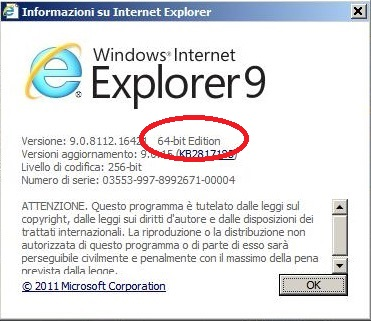 Informazioni su Internet Explorer
Windows Internet
Explorer 9
Versione: 9.0.8112.16421 64-bit Edition
Versioni aggiornamento: 9.0.15 (KB2817183)
Livello di codifica: 256-bit
Numero di serie: 03553-997-8992671-00004
ATTENZIONE. Questo programma è tutelato dalle leggi sul
copyright, dalle leggi sui diritti d'autore e dalle disposizioni dei
trattati internazionali. La riproduzione o la distribuzione non
autorizzata di questo programma o di parte di esso sarà
perseguibile civilmente e penalmente con il massimo della pena
prevista dalla legge.
© 2011 Microsoft Corporation
OK